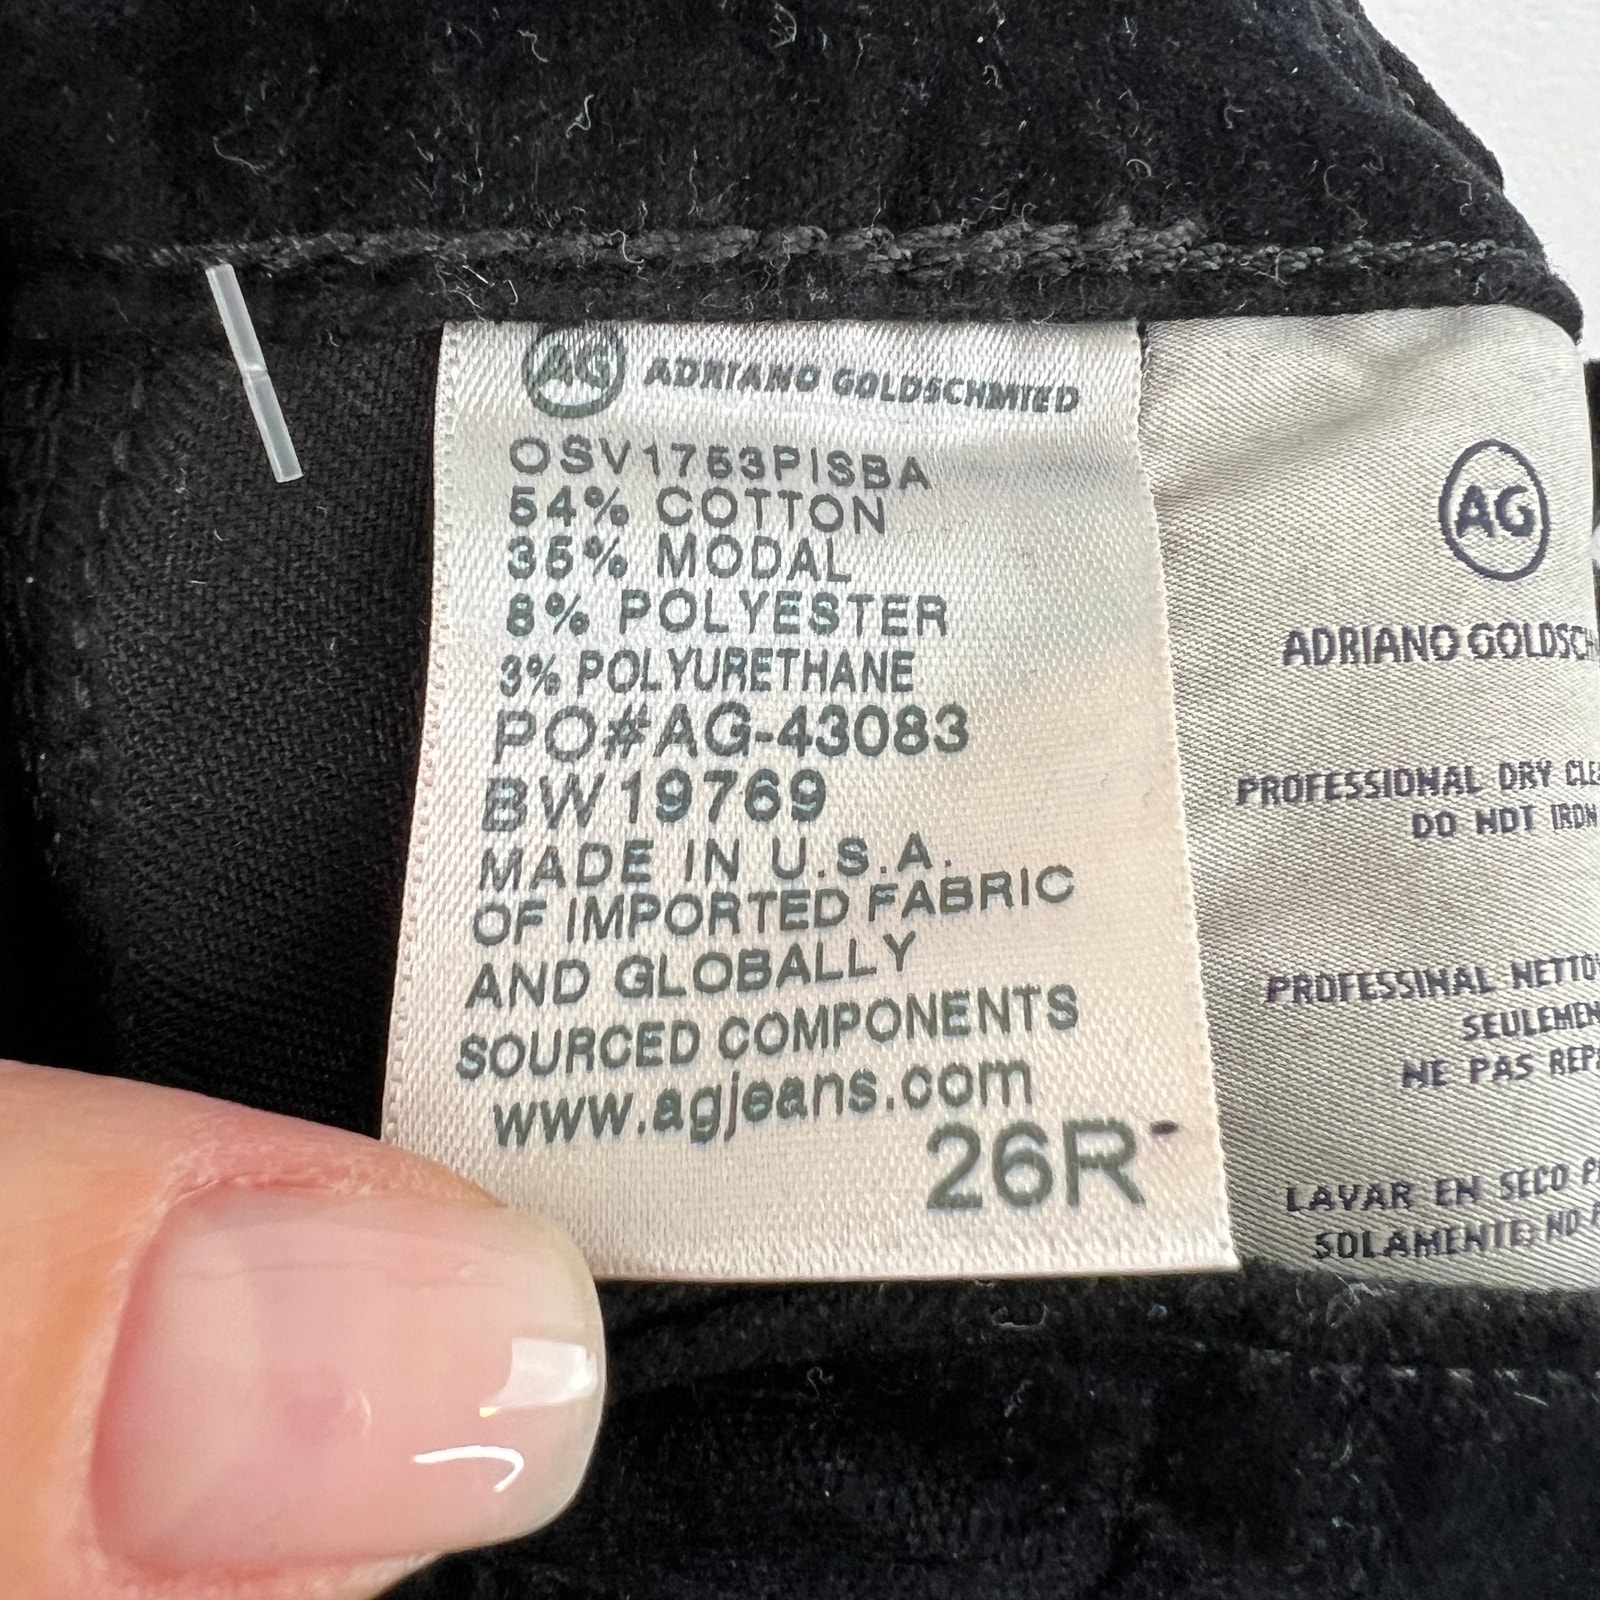 AG ADRIANO GOLDSCHMIED
OSV1753PISBA
54% COTTON
35% MODAL
8% POLYESTER
3% POLYURETHANE
PO#AG-43083
BW19769
MADE IN U.S.A.
OF IMPORTED FABRIC
AND GLOBALLY
SOURCED COMPONENTS
www.agjeans.com
26R
AG
ADRIANO GOLDSCH
PROFESSIONAL DRY CLE
DO NOT IRON
PROFESSINAL NETTO
SEULEMEN
NE PAS REP
LAVAR EN SECO P
SOLAMENTE; NO